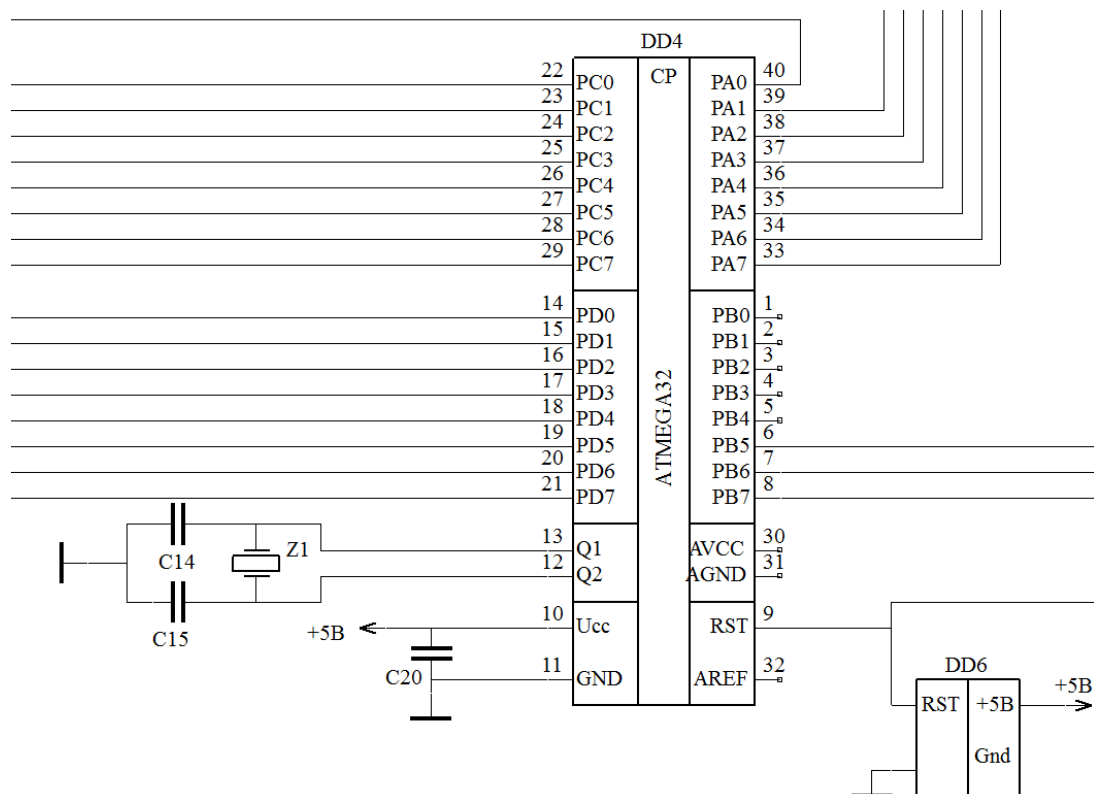 DD4
CP
22 PC0 PA0 40
23 PC1 PA1 39
24 PC2 PA2 38
25 PC3 PA3 37
26 PC4 PA4 36
27 PC5 PA5 35
28 PC6 PA6 34
29 PC7 PA7 33
14 PD0 PB0 1
15 PD1 PB1 2
16 PD2 PB2 3
17 PD3 PB3 4
18 PD4 PB4 5
19 PD5 PB5 6
20 PD6 PB6 7
21 PD7 PB7 8
ATMEGA32
C14 Z1 13 Q1 AVCC 30
12 Q2 AGND 31
C15
+5В 10 Ucc RST 9
C20 11 GND AREF 32
DD6
+5В
RST +5В
Gnd